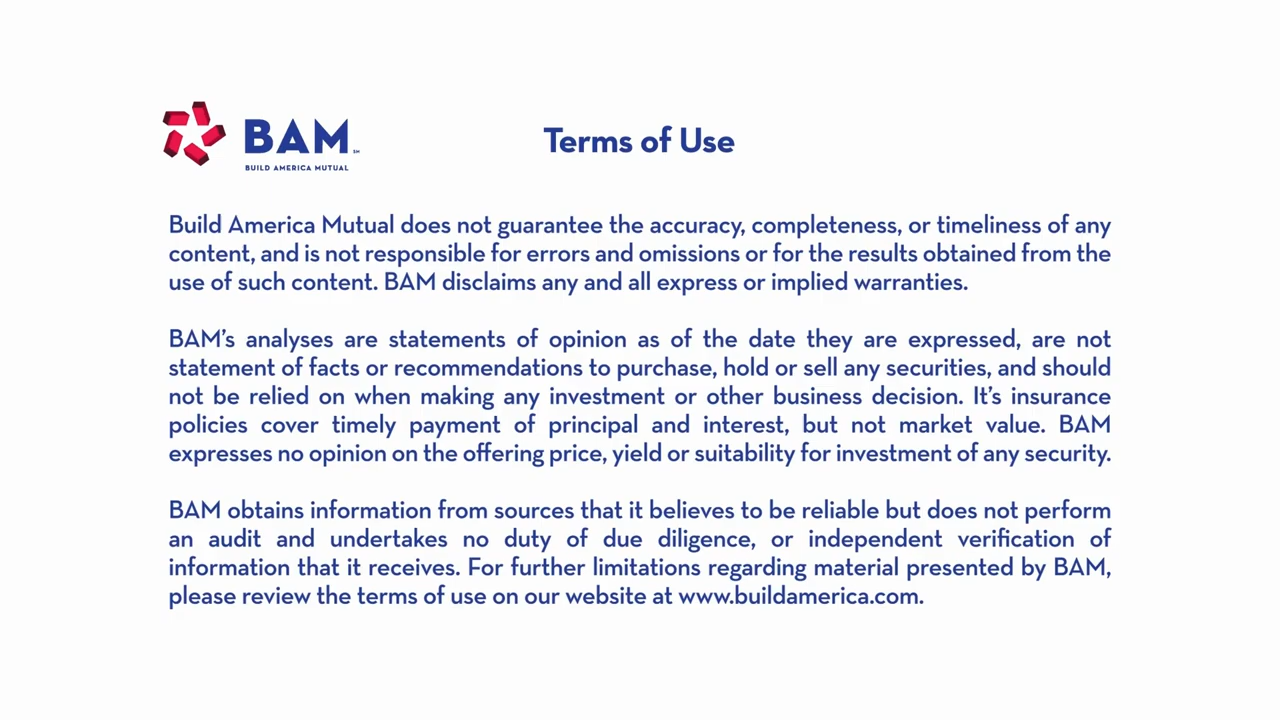 BAM
SM
BUILD AMERICA MUTUAL
Terms of Use
Build America Mutual does not guarantee the accuracy, completeness, or timeliness of any
content, and is not responsible for errors and omissions or for the results obtained from the
use of such content. BAM disclaims any and all express or implied warranties.
BAM’s analyses are statements of opinion as of the date they are expressed, are not
statement of facts or recommendations to purchase, hold or sell any securities, and should
not be relied on when making any investment or other business decision. It’s insurance
policies cover timely payment of principal and interest, but not market value. BAM
expresses no opinion on the offering price, yield or suitability for investment of any security.
BAM obtains information from sources that it believes to be reliable but does not perform
an audit and undertakes no duty of due diligence, or independent verification of
information that it receives. For further limitations regarding material presented by BAM,
please review the terms of use on our website at www.buildamerica.com.